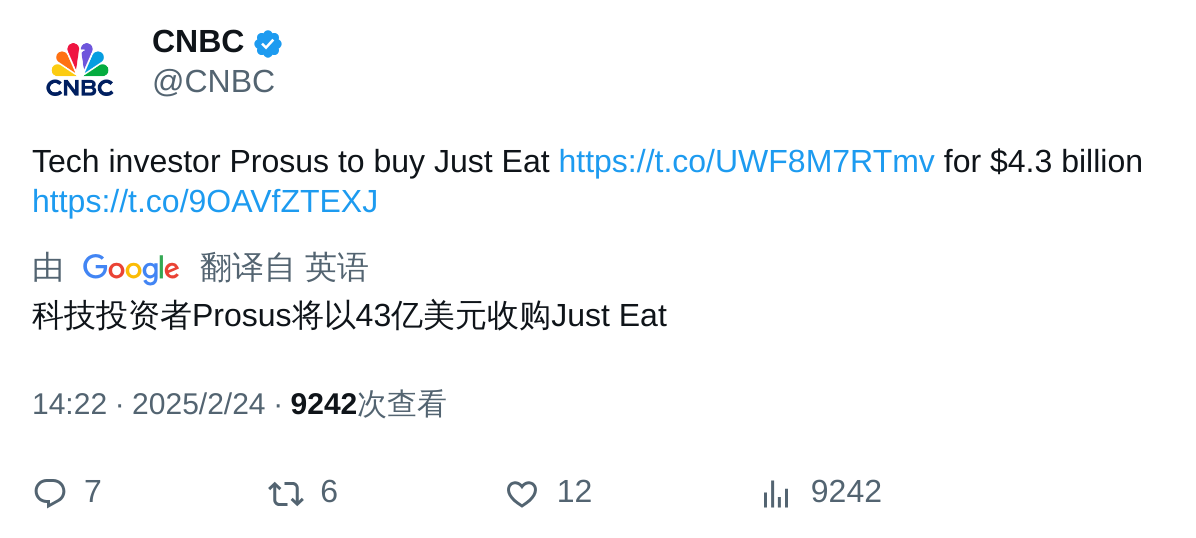 CNBC
CNBC
@CNBC
Tech investor Prosus to buy Just Eat https://t.co/UWF8M7RTmv for $4.3 billion
https://t.co/9OAVfZTEXJ
由 Google 翻译自 英语
科技投资者Prosus将以43亿美元收购Just Eat
14:22 · 2025/2/24 · 9242次查看
7 6 12 9242